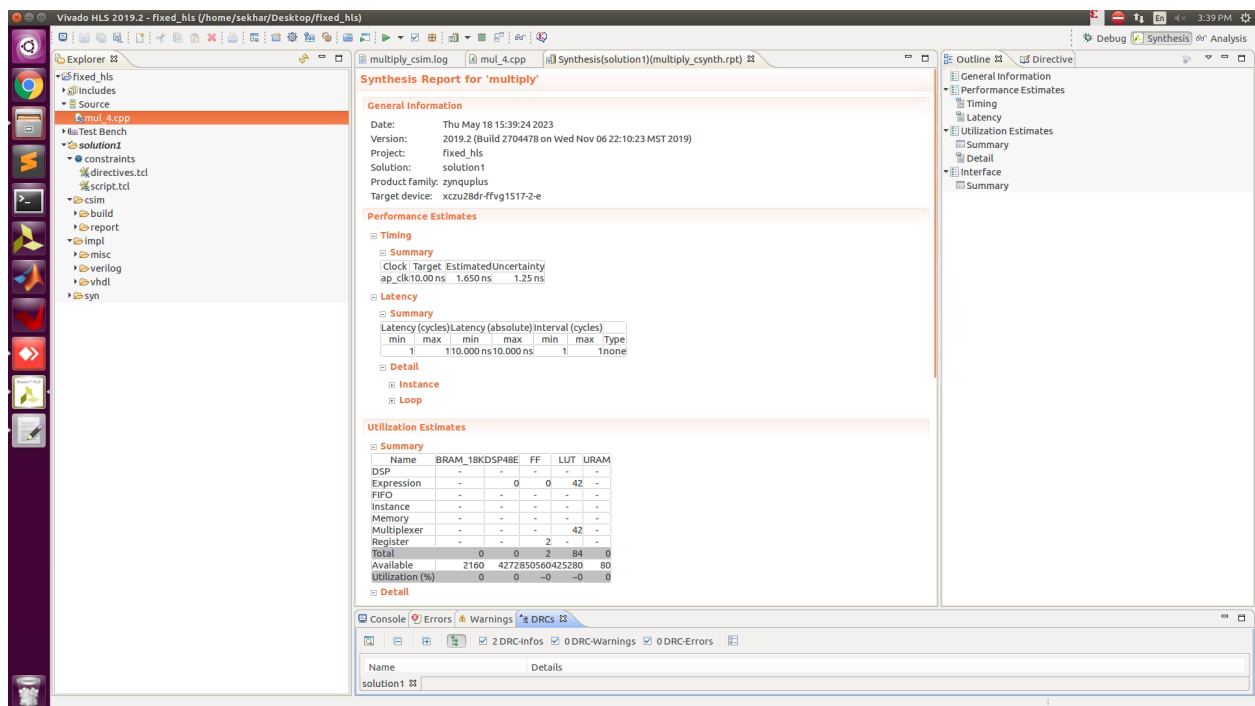 Vivado HLS 2019.2 - fixed_hls (/home/sekhar/Desktop/fixed_hls)
En 3:39 PM
Debug Synthesis Analysis
Explorer
fixed_hls
Includes
Source
mul_4.cpp
Test Bench
solution1
constraints
directives.tcl
script.tcl
csim
build
report
impl
misc
verilog
vhdl
syn
multiply_csim.log mul_4.cpp Synthesis(solution1)(multiply_csynth.rpt)
Synthesis Report for 'multiply'
General Information
Date: Thu May 18 15:39:24 2023
Version: 2019.2 (Build 2704478 on Wed Nov 06 22:10:23 MST 2019)
Project: fixed_hls
Solution: solution1
Product family: zynquplus
Target device: xczu28dr-ffvg1517-2-e
Performance Estimates
Timing
Summary
Clock Target Estimated Uncertainty
ap_clk 10.00 ns 1.650 ns 1.25 ns
Latency
Summary
Latency (cycles) Latency (absolute) Interval (cycles)
min max min max min max Type
1 1 10.000 ns 10.000 ns 1 1 none
Detail
Instance
Loop
Utilization Estimates
Summary
Name BRAM_18K DSP48E FF LUT URAM
DSP - - - - -
Expression - 0 0 42 -
FIFO - - - - -
Instance - - - - -
Memory - - - - -
Multiplexer - - - 42 -
Register - - 2 - -
Total 0 0 2 84 0
Available 2160 4272 850560 425280 80
Utilization (%) 0 0 ~0 ~0 0
Detail
Outline Directive
General Information
Performance Estimates
Timing
Latency
Utilization Estimates
Summary
Detail
Interface
Summary
Console Errors Warnings DRCs
2 DRC-Infos 0 DRC-Warnings 0 DRC-Errors
Name Details
solution1